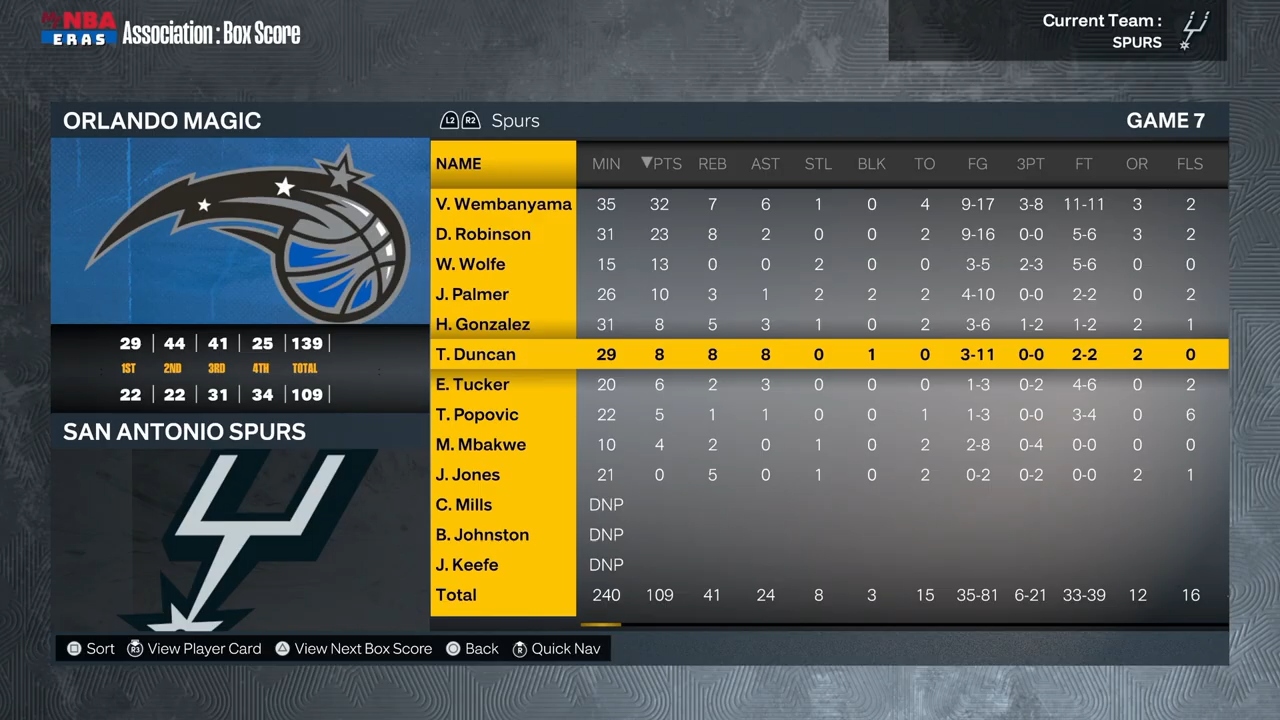 MY NBA
ERAS
Association : Box Score
Current Team :
SPURS
ORLANDO MAGIC
29 44 41 25 139
1ST 2ND 3RD 4TH TOTAL
22 22 31 34 109
SAN ANTONIO SPURS
L2 R2 Spurs GAME 7
NAME MIN ▼PTS REB AST STL BLK TO FG 3PT FT OR FLS
V. Wembanyama 35 32 7 6 1 0 4 9-17 3-8 11-11 3 2
D. Robinson 31 23 8 2 0 0 2 9-16 0-0 5-6 3 2
W. Wolfe 15 13 0 0 2 0 0 3-5 2-3 5-6 0 0
J. Palmer 26 10 3 1 2 2 2 4-10 0-0 2-2 0 2
H. Gonzalez 31 8 5 3 1 0 2 3-6 1-2 1-2 2 1
T. Duncan 29 8 8 8 0 1 0 3-11 0-0 2-2 2 0
E. Tucker 20 6 2 3 0 0 0 1-3 0-2 4-6 0 2
T. Popovic 22 5 1 1 0 0 1 1-3 0-0 3-4 0 6
M. Mbakwe 10 4 2 0 1 0 2 2-8 0-4 0-0 0 0
J. Jones 21 0 5 0 1 0 2 0-2 0-2 0-0 2 1
C. Mills DNP
B. Johnston DNP
J. Keefe DNP
Total 240 109 41 24 8 3 15 35-81 6-21 33-39 12 16
Sort R3 View Player Card View Next Box Score Back R Quick Nav